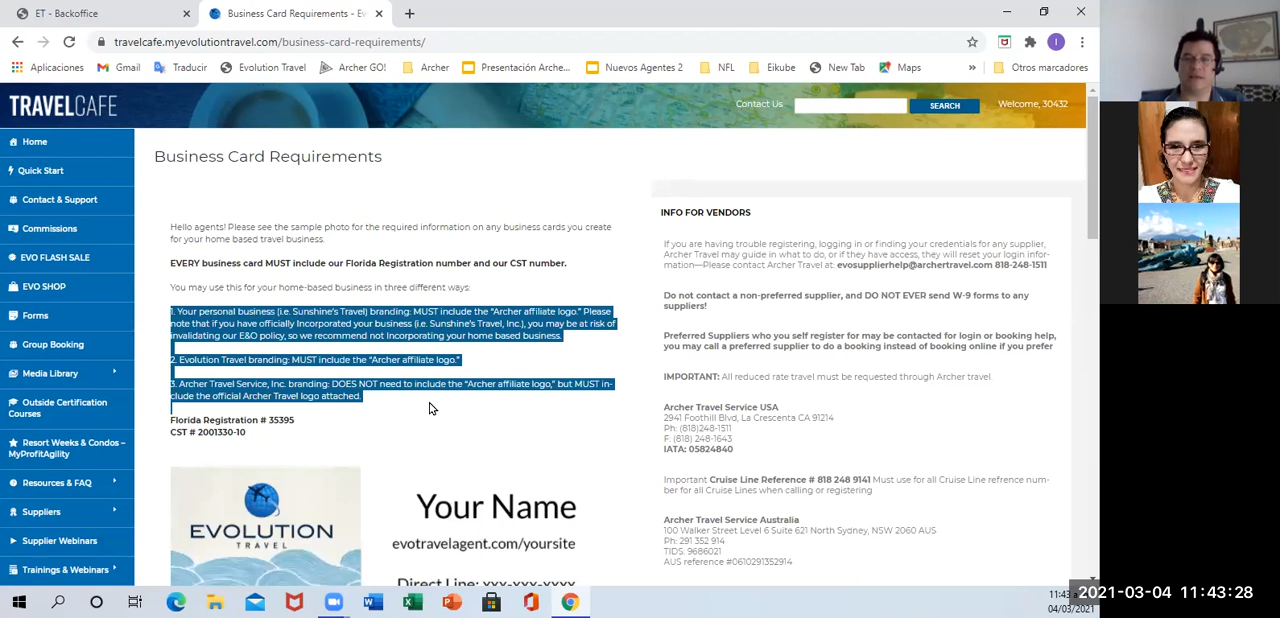 ET - Backoffice
Business Card Requirements - Ev
travelcafe.myevolutiontravel.com/business-card-requirements/
Aplicaciones
Gmail
Traducir
Evolution Travel
Archer GO!
Archer
Presentación Arche...
Nuevos Agentes 2
NFL
Eikube
New Tab
Maps
»
Otros marcadores
TRAVELCAFE
Contact Us
SEARCH
Welcome, 30432
Home
Quick Start
Contact & Support
Commissions
EVO FLASH SALE
EVO SHOP
Forms
Group Booking
Media Library
Outside Certification
Courses
Resort Weeks & Condos –
MyProfitAgility
Resources & FAQ
Suppliers
Supplier Webinars
Trainings & Webinars
Business Card Requirements
Hello agents! Please see the sample photo for the required information on any business cards you create
for your home based travel business.
EVERY business card MUST include our Florida Registration number and our CST number.
You may use this for your home-based business in three different ways:
1. Your personal business (i.e. Sunshine's Travel) branding: MUST include the “Archer affiliate logo.” Please
note that if you have officially Incorporated your business (i.e. Sunshine's Travel, Inc.), you may be at risk of
invalidating our E&O policy, so we recommend not Incorporating your home based business.
2. Evolution Travel branding: MUST include the “Archer affiliate logo.”
3. Archer Travel Service, Inc. branding: DOES NOT need to include the “Archer affiliate logo,” but MUST in-
clude the official Archer Travel logo attached.
Florida Registration # 35395
CST # 2001330-10
EVOLUTION
TRAVEL
Your Name
evotravelagent.com/yoursite
Direct Line: xxx-xxx-xxxx
INFO FOR VENDORS
If you are having trouble registering, logging in or finding your credentials for any supplier,
Archer Travel may guide in what to do, or if they have access, they will reset your login infor-
mation—Please contact Archer Travel at: evosupplierhelp@archertravel.com 818-248-1511
Do not contact a non-preferred supplier, and DO NOT EVER send W-9 forms to any
suppliers!
Preferred Suppliers who you self register for may be contacted for login or booking help,
you may call a preferred supplier to do a booking instead of booking online if you prefer
IMPORTANT: All reduced rate travel must be requested through Archer travel.
Archer Travel Service USA
2941 Foothill Blvd, La Crescenta CA 91214
Ph: (818)248-1511
F: (818) 248-1643
IATA: 05824840
Important Cruise Line Reference # 818 248 9141 Must use for all Cruise Line refrence num-
ber for all Cruise Lines when calling or registering
Archer Travel Service Australia
100 Walker Street Level 6 Suite 621 North Sydney, NSW 2060 AUS
Ph: 291 352 914
TIDS: 9686021
AUS reference #0610291352914
11:43 a
04/03/2021
2021-03-04 11:43:28